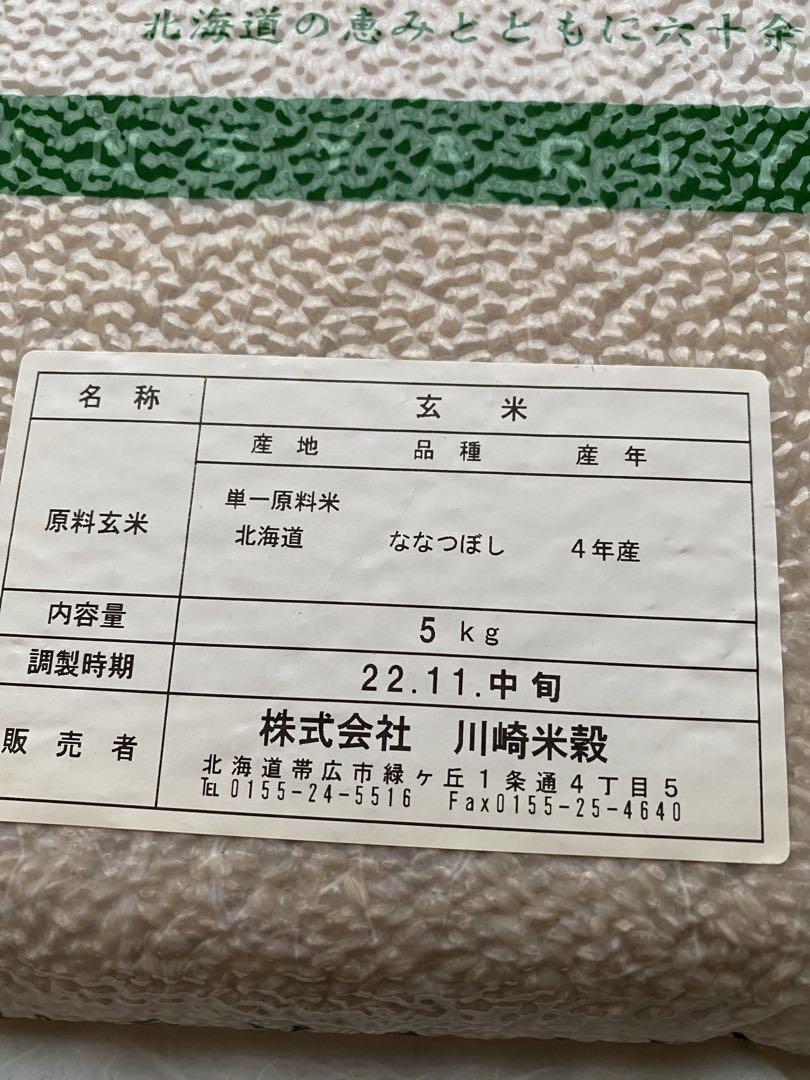 北海道の恵みとともに六十余
名称 玄米
産地 品種 産年
原料玄米
単一原料米
北海道 ななつぼし 4年産
内容量 5kg
調製時期 22.11.中旬
販売者
株式会社 川崎米穀
北海道帯広市緑ヶ丘1条通4丁目5
℡0155-24-5516 Fax0155-25-4640